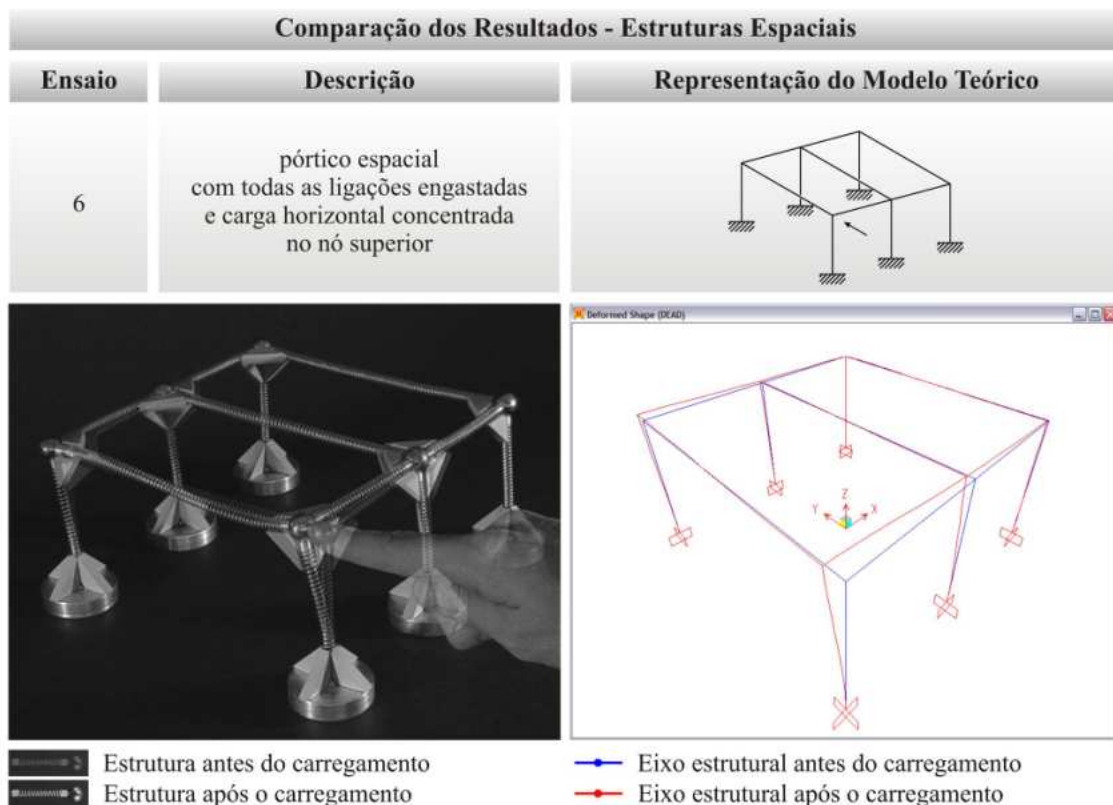 Comparação dos Resultados - Estruturas Espaciais
Ensaio
Descrição
Representação do Modelo Teórico
6
pórtico espacial
com todas as ligações engastadas
e carga horizontal concentrada
no nó superior
Deformed Shape (DEAD)
Z
Y
X
Estrutura antes do carregamento
Estrutura após o carregamento
Eixo estrutural antes do carregamento
Eixo estrutural após o carregamento